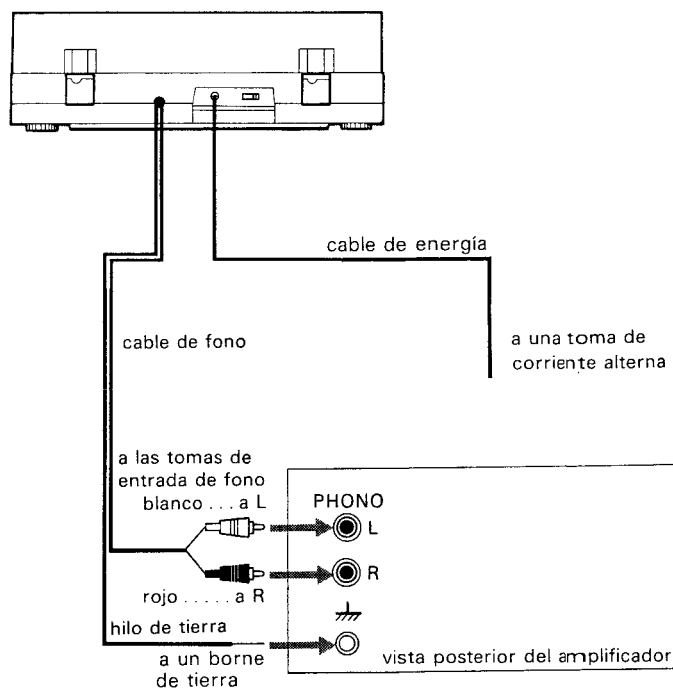 cable de energía
cable de fono
a una toma de
corriente alterna
a las tomas de
entrada de fono
blanco . . . a L
PHONO
L
rojo . . . . . a R
R
hilo de tierra
a un borne
de tierra
vista posterior del amplificador